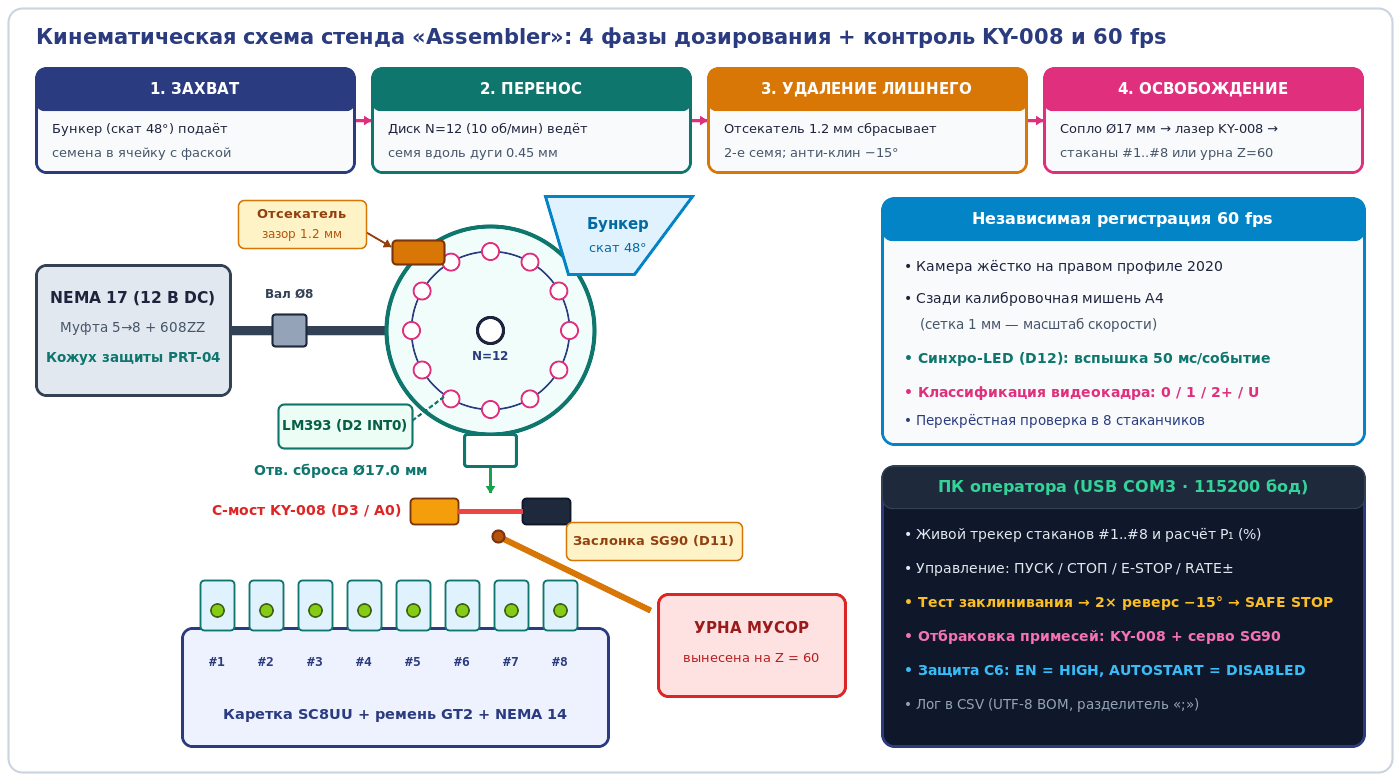 Кинематическая схема стенда «Assembler»: 4 фазы дозирования + контроль KY-008 и 60 fps
1. ЗАХВАТ
Бункер (скат 48°) подаёт
семена в ячейку с фаской
2. ПЕРЕНОС
Диск N=12 (10 об/мин) ведёт
семя вдоль дуги 0.45 мм
3. УДАЛЕНИЕ ЛИШНЕГО
Отсекатель 1.2 мм сбрасывает
2-е семя; анти-клин −15°
4. ОСВОБОЖДЕНИЕ
Сопло Ø17 мм → лазер KY-008 →
стаканы #1..#8 или урна Z=60
Отсекатель
зазор 1.2 мм
Бункер
скат 48°
NEMA 17 (12 В DC)
Муфта 5→8 + 608ZZ
Кожух защиты PRT-04
Вал Ø8
N=12
LM393 (D2 INT0)
Отв. сброса Ø17.0 мм
С-мост KY-008 (D3 / A0)
Заслонка SG90 (D11)
УРНА МУСОР
вынесена на Z = 60
#1 #2 #3 #4 #5 #6 #7 #8
Каретка SC8UU + ремень GT2 + NEMA 14
Независимая регистрация 60 fps
• Камера жёстко на правом профиле 2020
• Сзади калибровочная мишень А4
(сетка 1 мм — масштаб скорости)
• Синхро-LED (D12): вспышка 50 мс/событие
• Классификация видеокадра: 0 / 1 / 2+ / U
• Перекрёстная проверка в 8 стаканчиков
ПК оператора (USB COM3 · 115200 бод)
• Живой трекер стаканов #1..#8 и расчёт P₁ (%)
• Управление: ПУСК / СТОП / E-STOP / RATE±
• Тест заклинивания → 2× реверс −15° → SAFE STOP
• Отбраковка примесей: KY-008 + серво SG90
• Защита С6: EN = HIGH, AUTOSTART = DISABLED
• Лог в CSV (UTF-8 BOM, разделитель «;»)